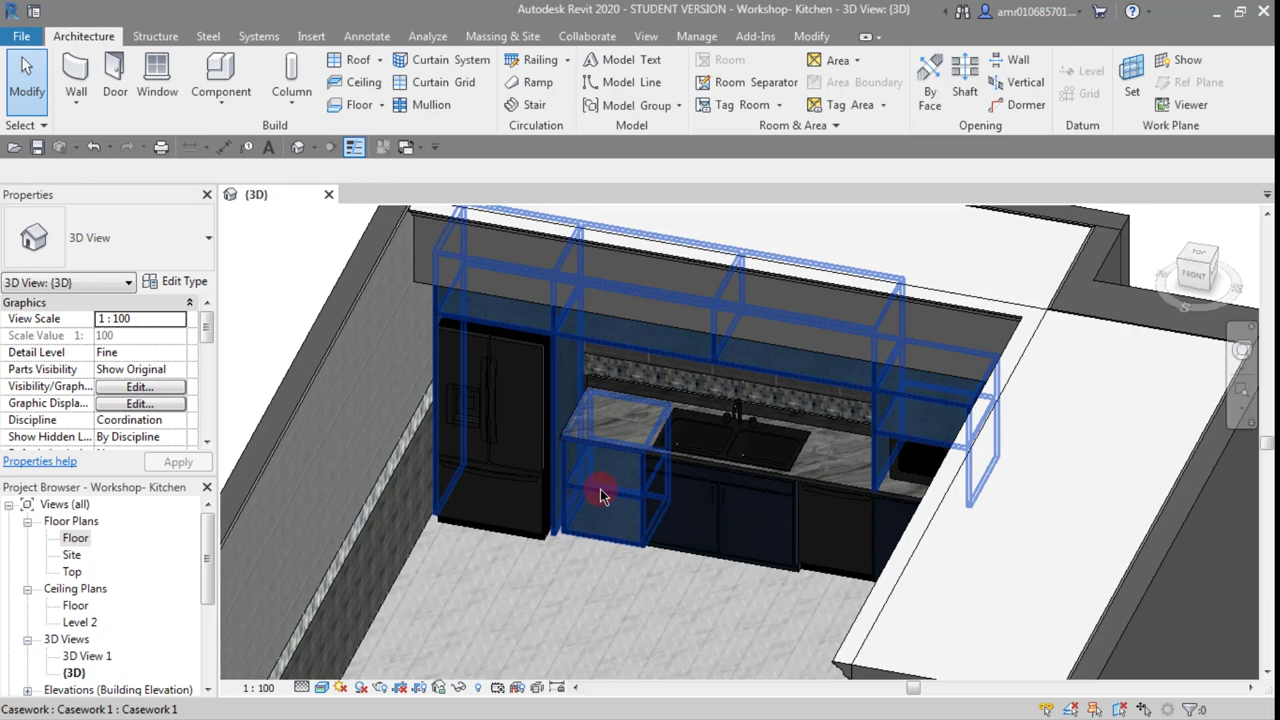 Autodesk Revit 2020 - STUDENT VERSION - Workshop- Kitchen - 3D View: {3D}
amr010685701...
File Architecture Structure Steel Systems Insert Annotate Analyze Massing & Site Collaborate View Manage Add-Ins Modify
Modify Wall Door Window Component Column
Roof Curtain System Railing Model Text Room Area Wall Level Show
Ceiling Curtain Grid Ramp Model Line Room Separator Area Boundary Vertical Grid Ref Plane
Floor Mullion Stair Model Group Tag Room Tag Area By Face Shaft Dormer Set Viewer
Select Build Circulation Model Room & Area Opening Datum Work Plane
Properties
{3D}
3D View
3D View: {3D} Edit Type
Graphics
View Scale 1 : 100
Scale Value 1: 100
Detail Level Fine
Parts Visibility Show Original
Visibility/Graph... Edit...
Graphic Displa... Edit...
Discipline Coordination
Show Hidden L... By Discipline
Properties help Apply
Project Browser - Workshop- Kitchen
Views (all)
Floor Plans
Floor
Site
Top
Ceiling Plans
Floor
Level 2
3D Views
3D View 1
{3D}
Elevations (Building Elevation)
TOP
FRONT
1 : 100
Casework : Casework 1 : Casework 1
:0